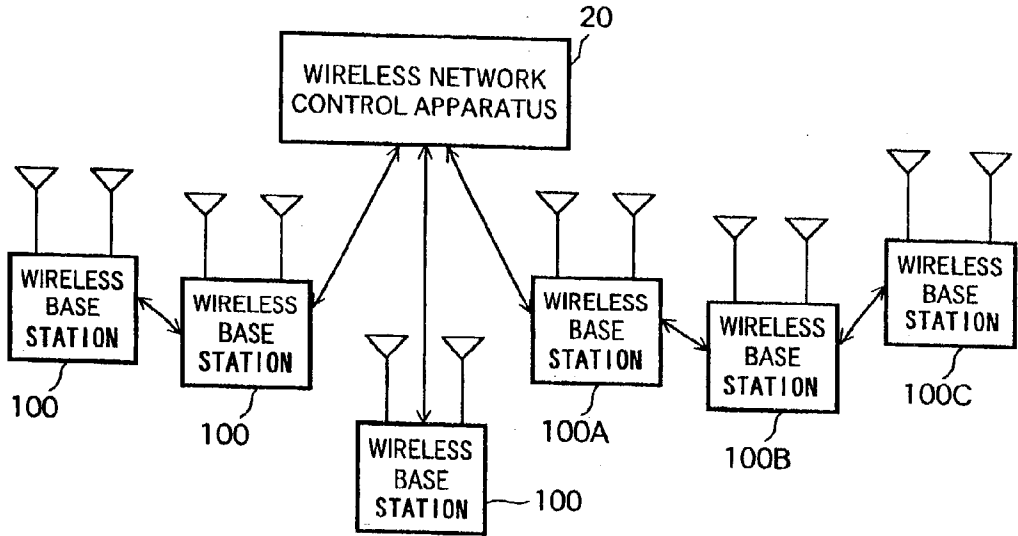 20
WIRELESS NETWORK
CONTROL APPARATUS
WIRELESS
BASE
STATION
100
WIRELESS
BASE
STATION
100
WIRELESS
BASE
STATION
100
WIRELESS
BASE
STATION
100A
WIRELESS
BASE
STATION
100B
WIRELESS
BASE
STATION
100C